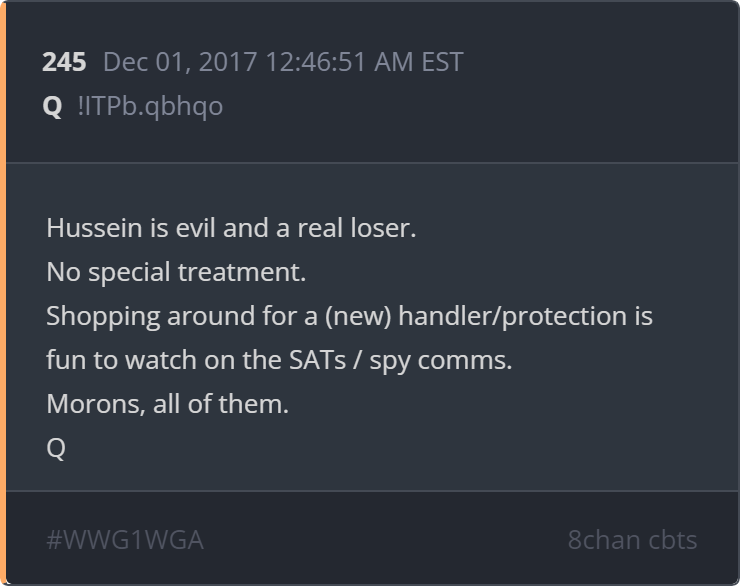 245 Dec 01, 2017 12:46:51 AM EST
Q !ITPb.qbhqo
Hussein is evil and a real loser.
No special treatment.
Shopping around for a (new) handler/protection is
fun to watch on the SATs / spy comms.
Morons, all of them.
Q
#WWG1WGA 8chan cbts